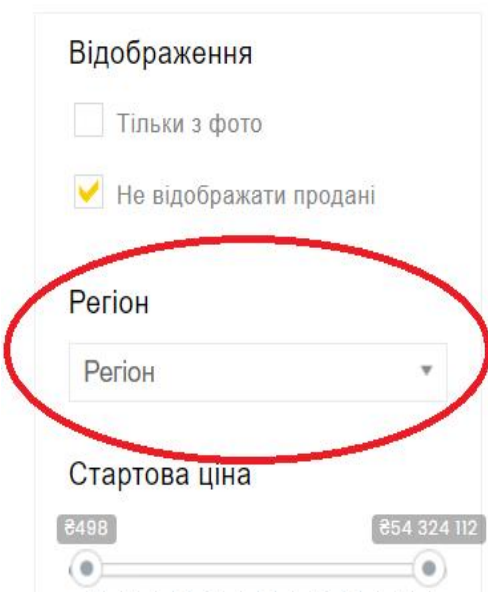 Відображення
Тільки з фото
Не відображати продані
Регіон
Регіон
Стартова ціна
₴498 ₴54 324 112